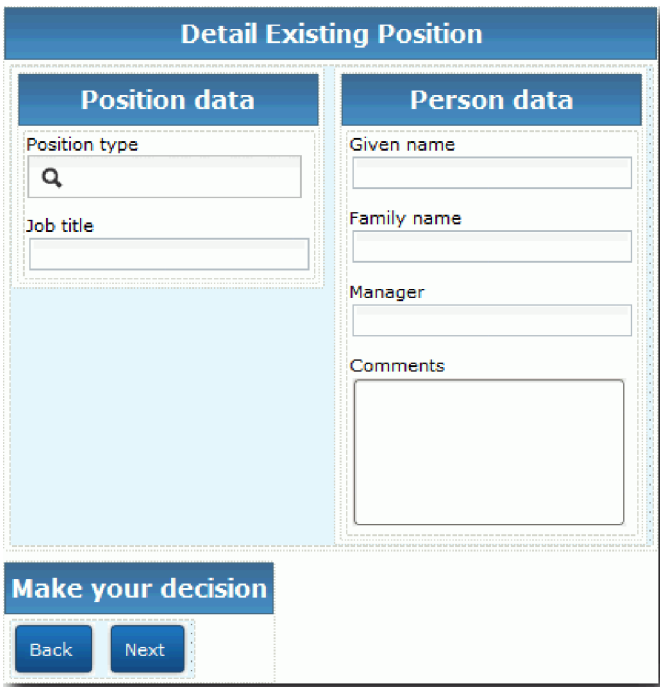 Detail Existing Position
Position data
Position type
Job title
Person data
Given name
Family name
Manager
Comments
Make your decision
Back
Next